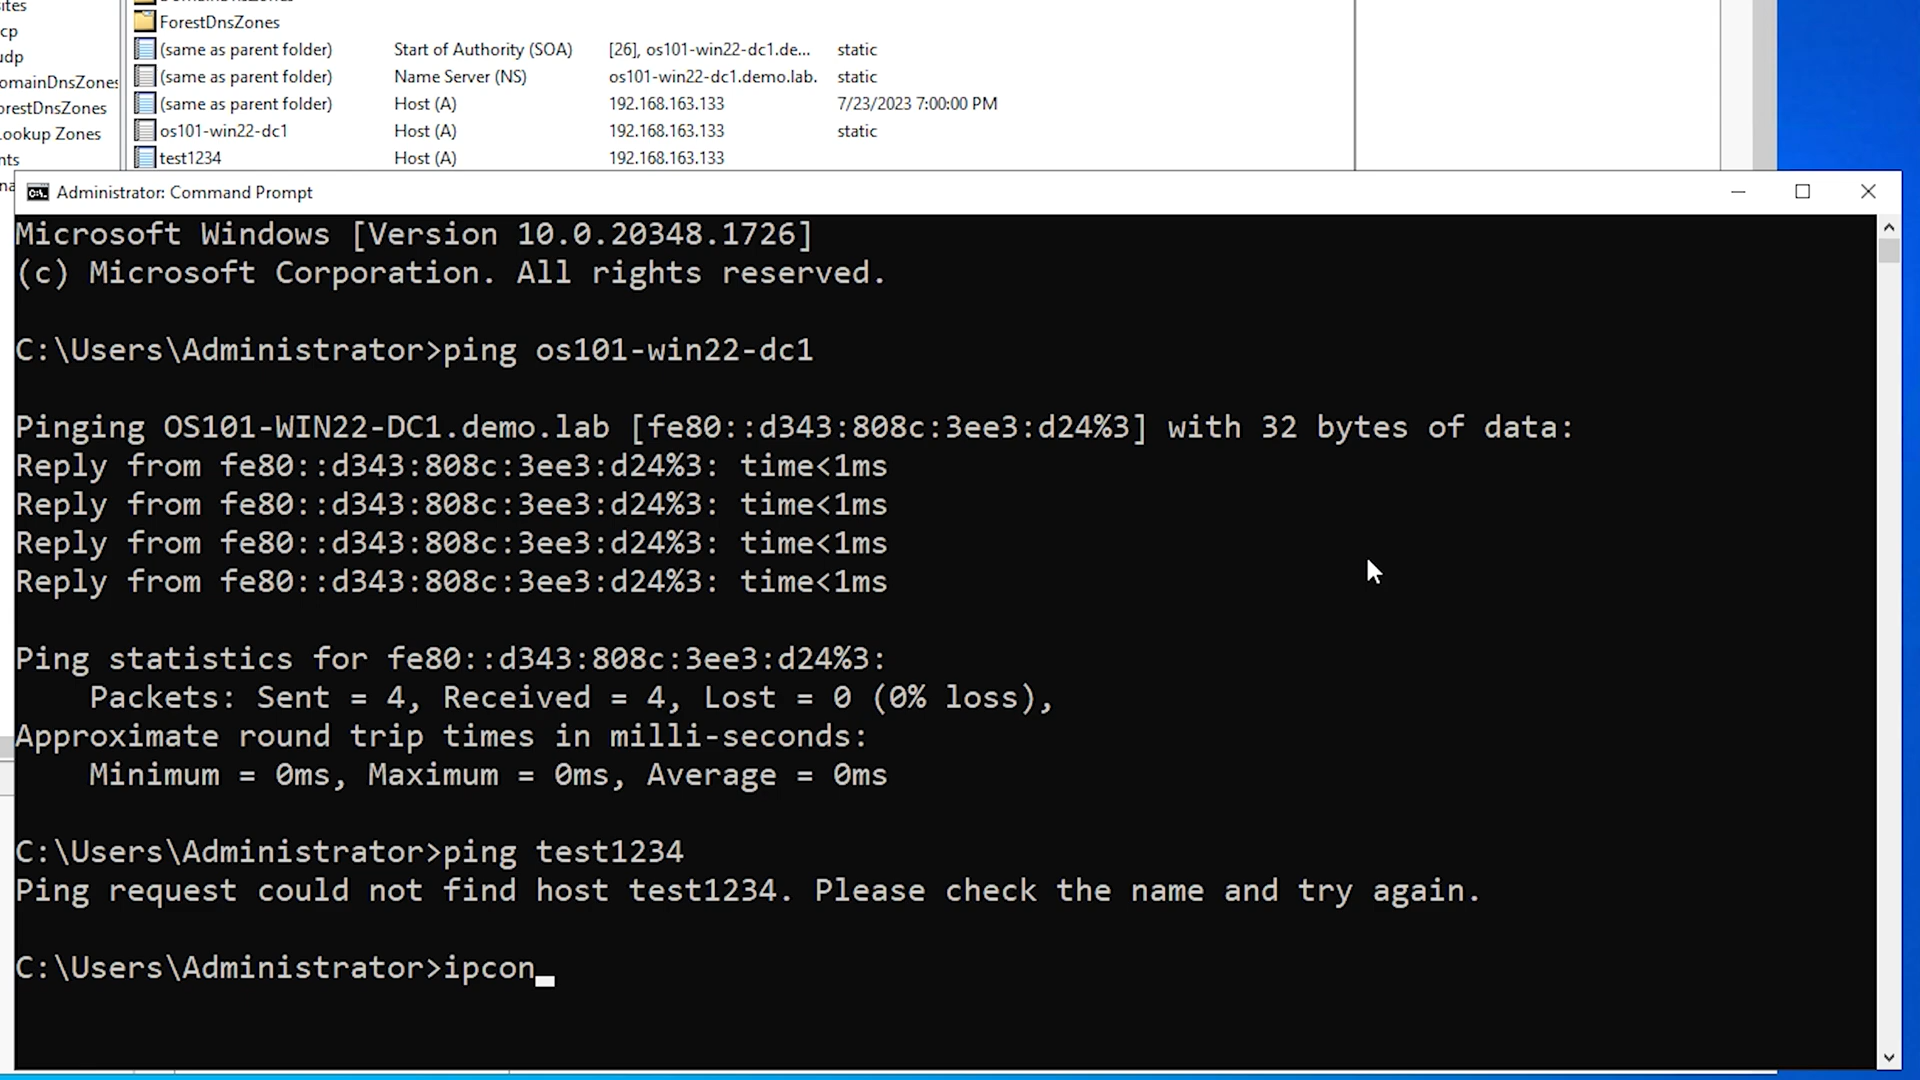 ites
cp
udp
omainDnsZones
orestDnsZones
Lookup Zones
nts
ForestDnsZones
(same as parent folder) Start of Authority (SOA) [26], os101-win22-dc1.de... static
(same as parent folder) Name Server (NS) os101-win22-dc1.demo.lab. static
(same as parent folder) Host (A) 192.168.163.133 7/23/2023 7:00:00 PM
os101-win22-dc1 Host (A) 192.168.163.133 static
test1234 Host (A) 192.168.163.133
Administrator: Command Prompt
Microsoft Windows [Version 10.0.20348.1726]
(c) Microsoft Corporation. All rights reserved.
C:\Users\Administrator>ping os101-win22-dc1
Pinging OS101-WIN22-DC1.demo.lab [fe80::d343:808c:3ee3:d24%3] with 32 bytes of data:
Reply from fe80::d343:808c:3ee3:d24%3: time<1ms
Reply from fe80::d343:808c:3ee3:d24%3: time<1ms
Reply from fe80::d343:808c:3ee3:d24%3: time<1ms
Reply from fe80::d343:808c:3ee3:d24%3: time<1ms
Ping statistics for fe80::d343:808c:3ee3:d24%3:
Packets: Sent = 4, Received = 4, Lost = 0 (0% loss),
Approximate round trip times in milli-seconds:
Minimum = 0ms, Maximum = 0ms, Average = 0ms
C:\Users\Administrator>ping test1234
Ping request could not find host test1234. Please check the name and try again.
C:\Users\Administrator>ipcon